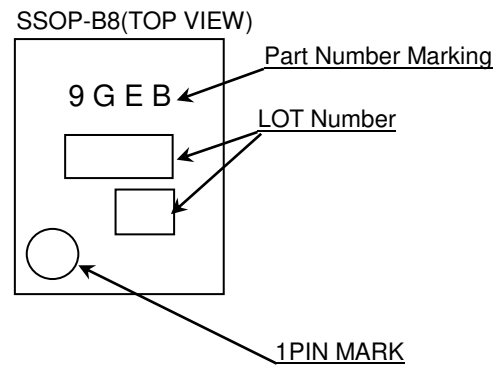 SSOP-B8(TOP VIEW)
Part Number Marking
9 G E B
LOT Number
1PIN MARK